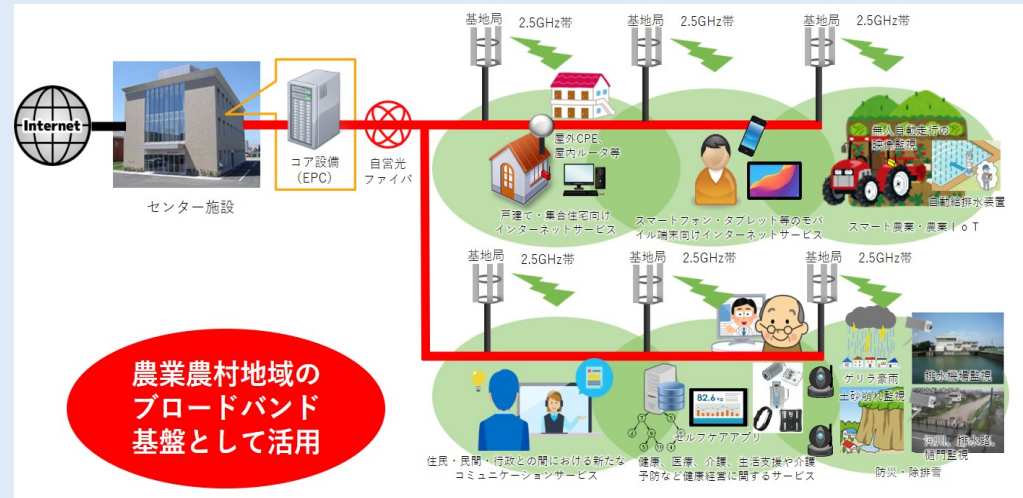 基地局
2.5GHz帯
基地局
2.5GHz帯
基地局
2.5GHz帯
Internet
センター施設
コア設備
(EPC)
自営光
ファイバ
屋外CPE、
屋内ルータ等
戸建て・集合住宅向け
インターネットサービス
スマートフォン・タブレット等のモバ
イル端末向けインターネットサービス
無人自動走行の
映像監視
自動給排水装置
スマート農業・農業IoT
基地局
2.5GHz帯
基地局
2.5GHz帯
基地局
2.5GHz帯
農業農村地域の
ブロードバンド
基盤として活用
住民・民間・行政との間における新たな
コミュニケーションサービス
82.6 kg
セルフケアアプリ
健康、医療、介護、生活支援や介護
予防など健康経営に関するサービス
ゲリラ豪雨
土砂崩れ監視
排水機場監視
河川、排水路、
樋門監視
防災・除排雪